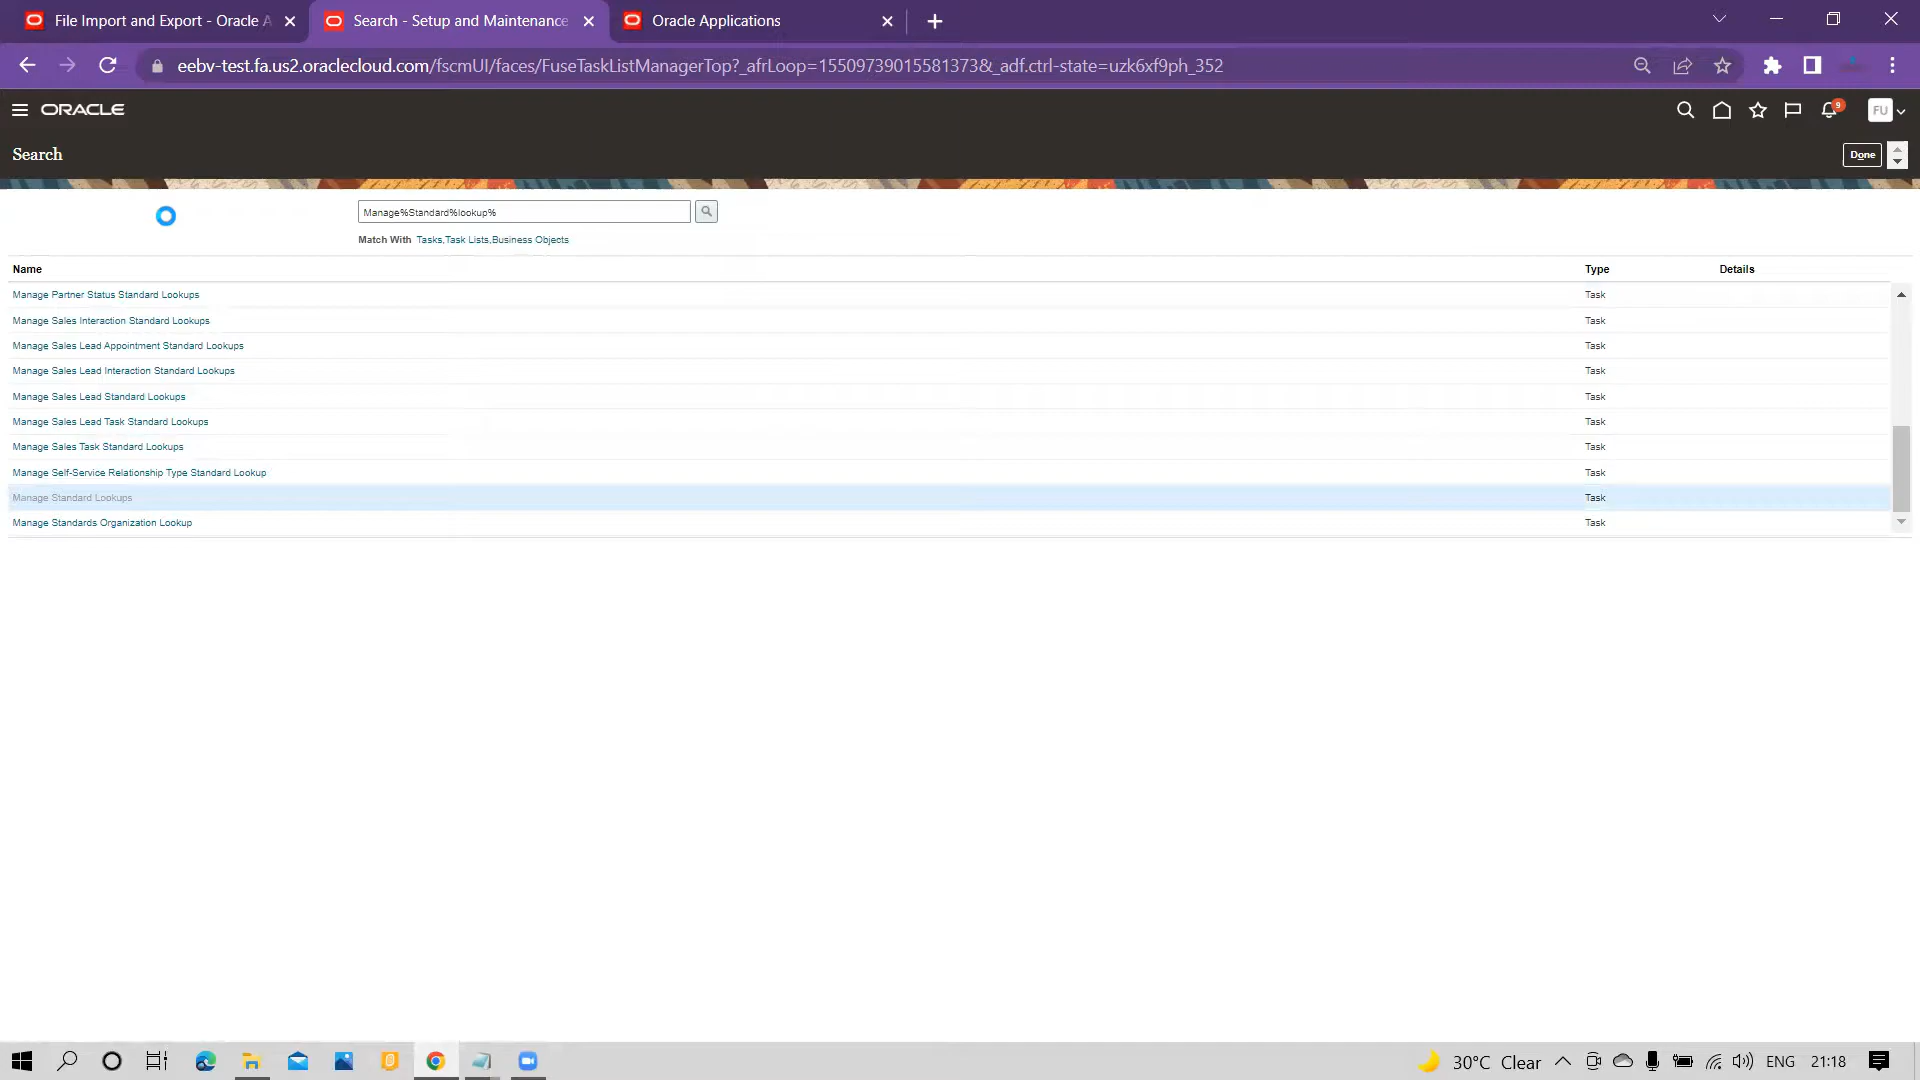 File Import and Export - Oracle A
Search - Setup and Maintenance
Oracle Applications
eebv-test.fa.us2.oraclecloud.com/fscmUI/faces/FuseTaskListManagerTop?_afrLoop=15509739015581373&_adf.ctrl-state=uzk6xf9ph_352
ORACLE
9
FU
Search
Done
Manage%Standard%lookup%
Match With Tasks,Task Lists,Business Objects
Name Type Details
Manage Partner Status Standard Lookups Task
Manage Sales Interaction Standard Lookups Task
Manage Sales Lead Appointment Standard Lookups Task
Manage Sales Lead Interaction Standard Lookups Task
Manage Sales Lead Standard Lookups Task
Manage Sales Lead Task Standard Lookups Task
Manage Sales Task Standard Lookups Task
Manage Self-Service Relationship Type Standard Lookup Task
Manage Standard Lookups Task
Manage Standards Organization Lookup Task
30°C Clear ENG 21:18